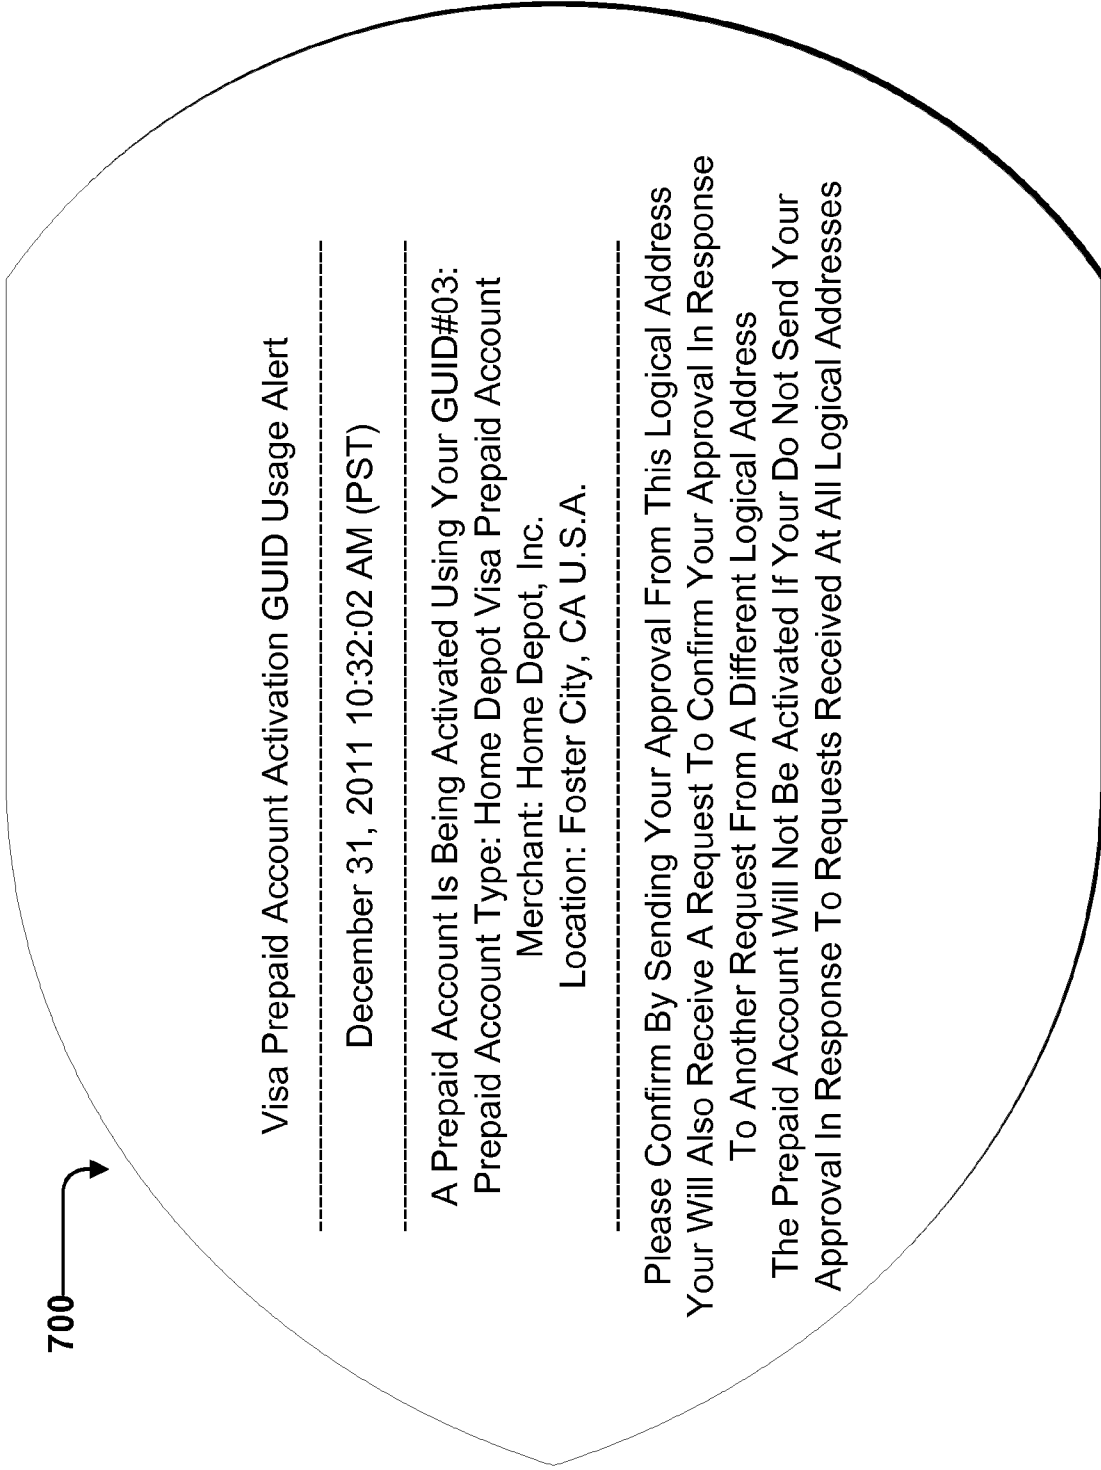 700
Visa Prepaid Account Activation GUID Usage Alert
December 31, 2011 10:32:02 AM (PST)
A Prepaid Account Is Being Activated Using Your GUID#03:
Prepaid Account Type: Home Depot Visa Prepaid Account
Merchant: Home Depot, Inc.
Location: Foster City, CA U.S.A.
Please Confirm By Sending Your Approval From This Logical Address
Your Will Also Receive A Request To Confirm Your Approval In Response
To Another Request From A Different Logical Address
The Prepaid Account Will Not Be Activated If Your Do Not Send Your
Approval In Response To Requests Received At All Logical Addresses